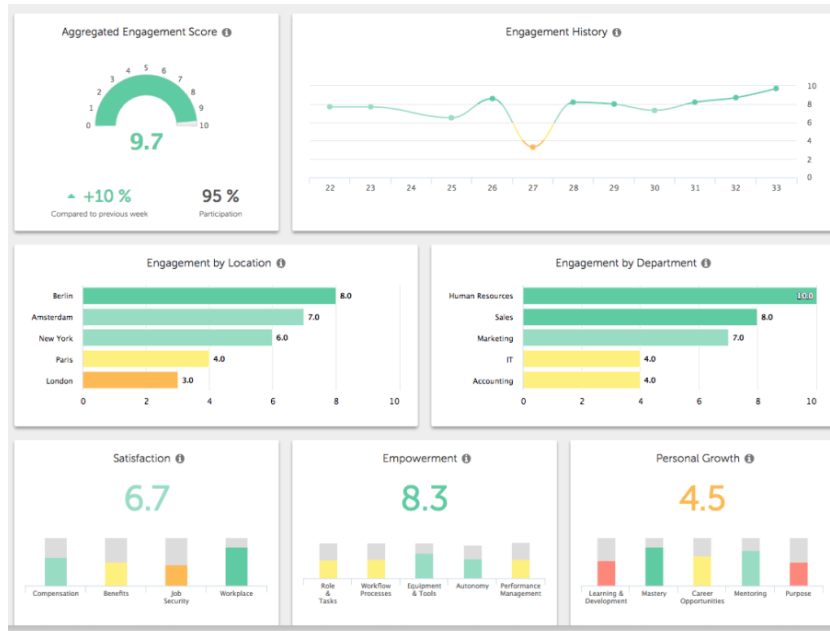 Aggregated Engagement Score
0 1 2 3 4 5 6 7 8 9 10
9.7
+10 %
Compared to previous week
95 %
Participation
Engagement History
10
8
6
4
2
0
22 23 24 25 26 27 28 29 30 31 32 33
Engagement by Location
Berlin 8.0
Amsterdam 7.0
New York 6.0
Paris 4.0
London 3.0
0 2 4 6 8 10
Engagement by Department
Human Resources 10.0
Sales 8.0
Marketing 7.0
IT 4.0
Accounting 4.0
0 2 4 6 8 10
Satisfaction
6.7
Compensation
Benefits
Job
Security
Workplace
Empowerment
8.3
Role
&
Tasks
Workflow
Processes
Equipment
& Tools
Autonomy
Performance
Management
Personal Growth
4.5
Learning &
Development
Mastery
Career
Opportunities
Mentoring
Purpose